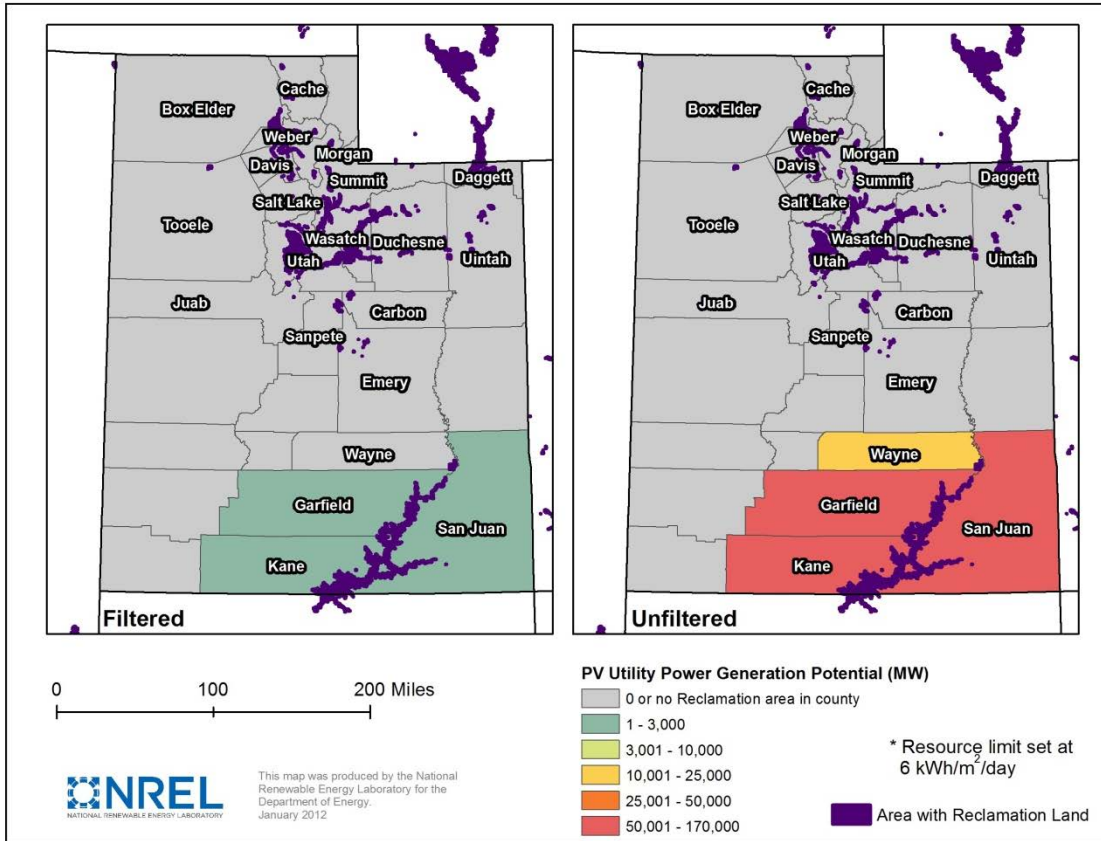 Cache
Box Elder
Weber
Morgan
Davis
Summit
Daggett
Salt Lake
Tooele
Wasatch
Duchesne
Utah
Uintah
Juab
Carbon
Sanpete
Emery
Wayne
Garfield
San Juan
Kane
Filtered
Cache
Box Elder
Weber
Morgan
Davis
Summit
Daggett
Salt Lake
Tooele
Wasatch
Duchesne
Utah
Uintah
Juab
Carbon
Sanpete
Emery
Wayne
Garfield
San Juan
Kane
Unfiltered
0 100 200 Miles
NREL
NATIONAL RENEWABLE ENERGY LABORATORY
This map was produced by the National
Renewable Energy Laboratory for the
Department of Energy.
January 2012
PV Utility Power Generation Potential (MW)
0 or no Reclamation area in county
1 - 3,000
3,001 - 10,000
10,001 - 25,000
25,001 - 50,000
50,001 - 170,000
* Resource limit set at
6 kWh/m²/day
Area with Reclamation Land